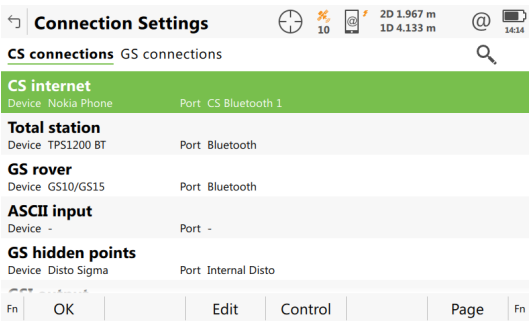 Connection Settings
@
10
@
2D 1.967 m
1D 4.133 m
@
14:14
CS connections GS connections
CS internet
Device Nokia Phone Port CS Bluetooth 1
Total station
Device TPS1200 BT Port Bluetooth
GS rover
Device GS10/GS15 Port Bluetooth
ASCII input
Device - Port -
GS hidden points
Device Disto Sigma Port Internal Disto
Fn OK Edit Control Page Fn